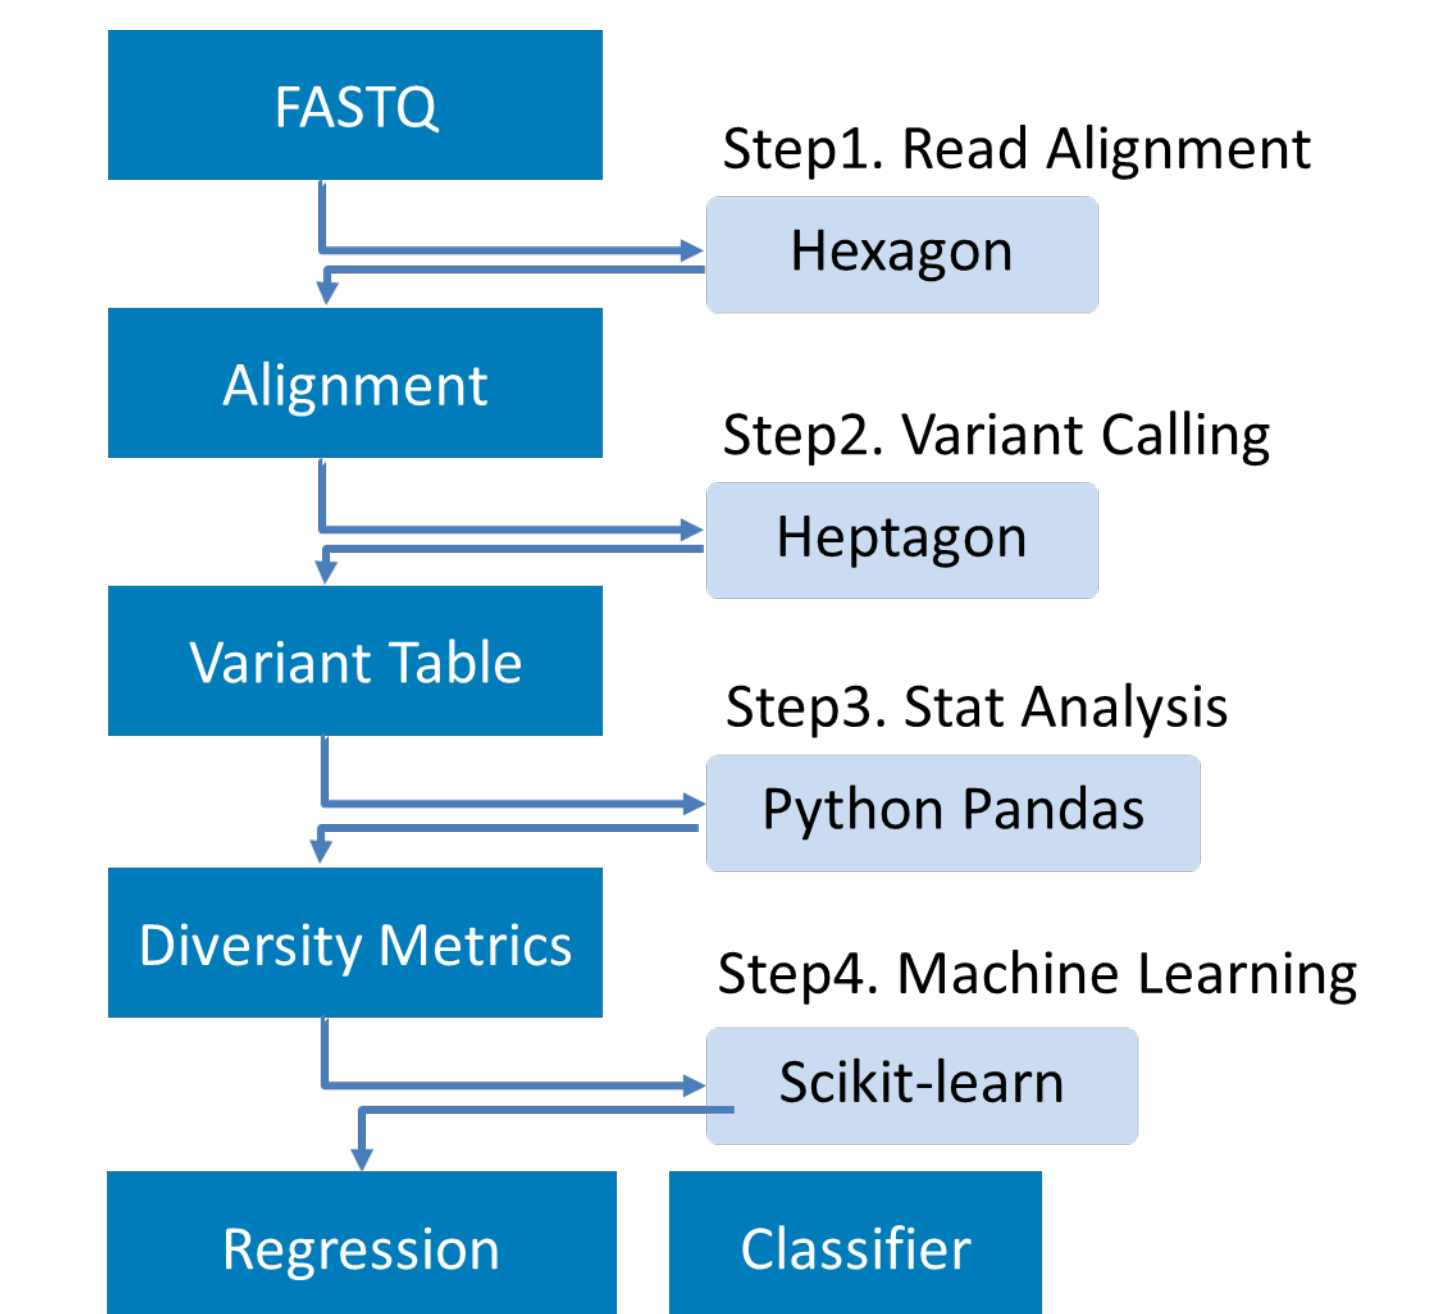 FASTQ
Step1. Read Alignment
Hexagon
Alignment
Step2. Variant Calling
Heptagon
Variant Table
Step3. Stat Analysis
Python Pandas
Diversity Metrics
Step4. Machine Learning
Scikit-learn
Regression
Classifier